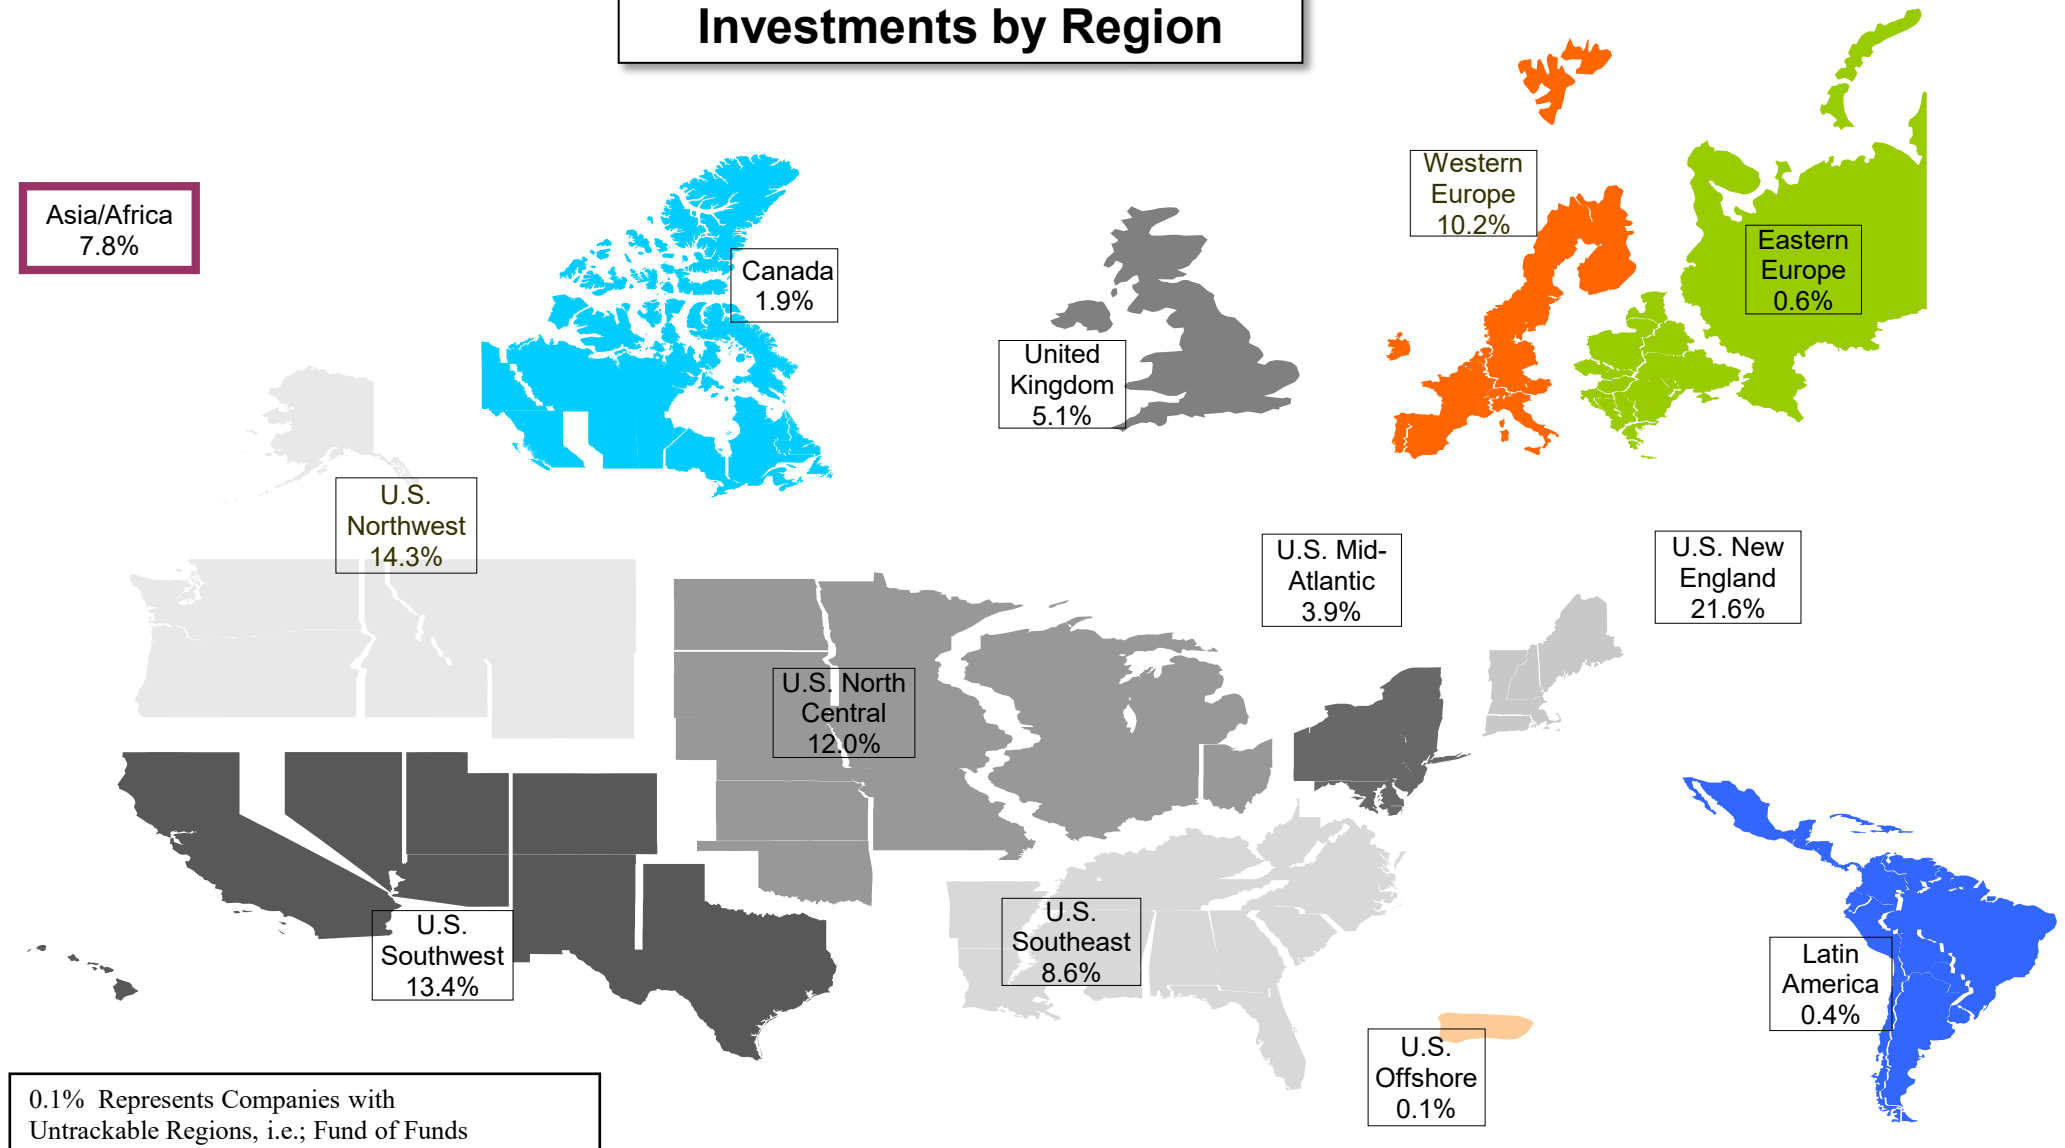 Investments by Region
Asia/Africa
7.8%
Canada
1.9%
United
Kingdom
5.1%
Western
Europe
10.2%
Eastern
Europe
0.6%
U.S.
Northwest
14.3%
U.S. Mid-
Atlantic
3.9%
U.S. New
England
21.6%
U.S. North
Central
12.0%
U.S.
Southwest
13.4%
U.S.
Southeast
8.6%
Latin
America
0.4%
U.S.
Offshore
0.1%
0.1%  Represents Companies with
Untrackable Regions, i.e.; Fund of Funds